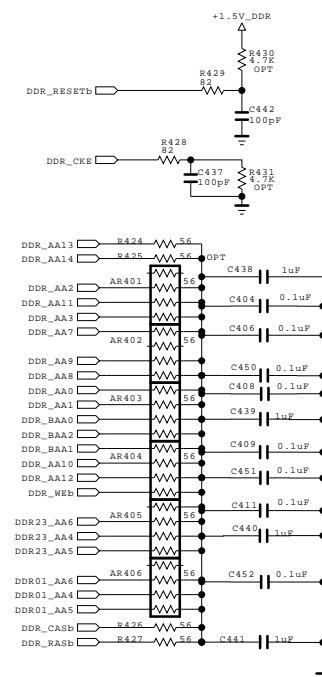 +1.5V_DDR
R430
4.7K
OPT
R429
82
DDR_RESETb
C442
100pF
R428
82
DDR_CKE
C437
100pF
R431
4.7K
OPT
DDR_AA13 R424 56
DDR_AA14 R425 56 OPT
C438 1uF
DDR_AA2 AR401 56
DDR_AA11 C404 0.1uF
DDR_AA3
DDR_AA7 56 C406 0.1uF
AR402
DDR_AA9
DDR_AA8 C450 0.1uF
DDR_AA0 56 C408 0.1uF
DDR_AA1 AR403
DDR_BAA0 C439 1uF
DDR_BAA2
DDR_BAA1 C409 0.1uF
DDR_AA10 AR404 56
DDR_AA12 C451 0.1uF
DDR_WEb
C411 0.1uF
DDR23_AA6 AR405 56
DDR23_AA4 C440 1uF
DDR23_AA5
DDR01_AA6 AR406 56 C452 0.1uF
DDR01_AA4
DDR01_AA5
DDR_CASb R426 56
DDR_RASb R427 56 C441 1uF